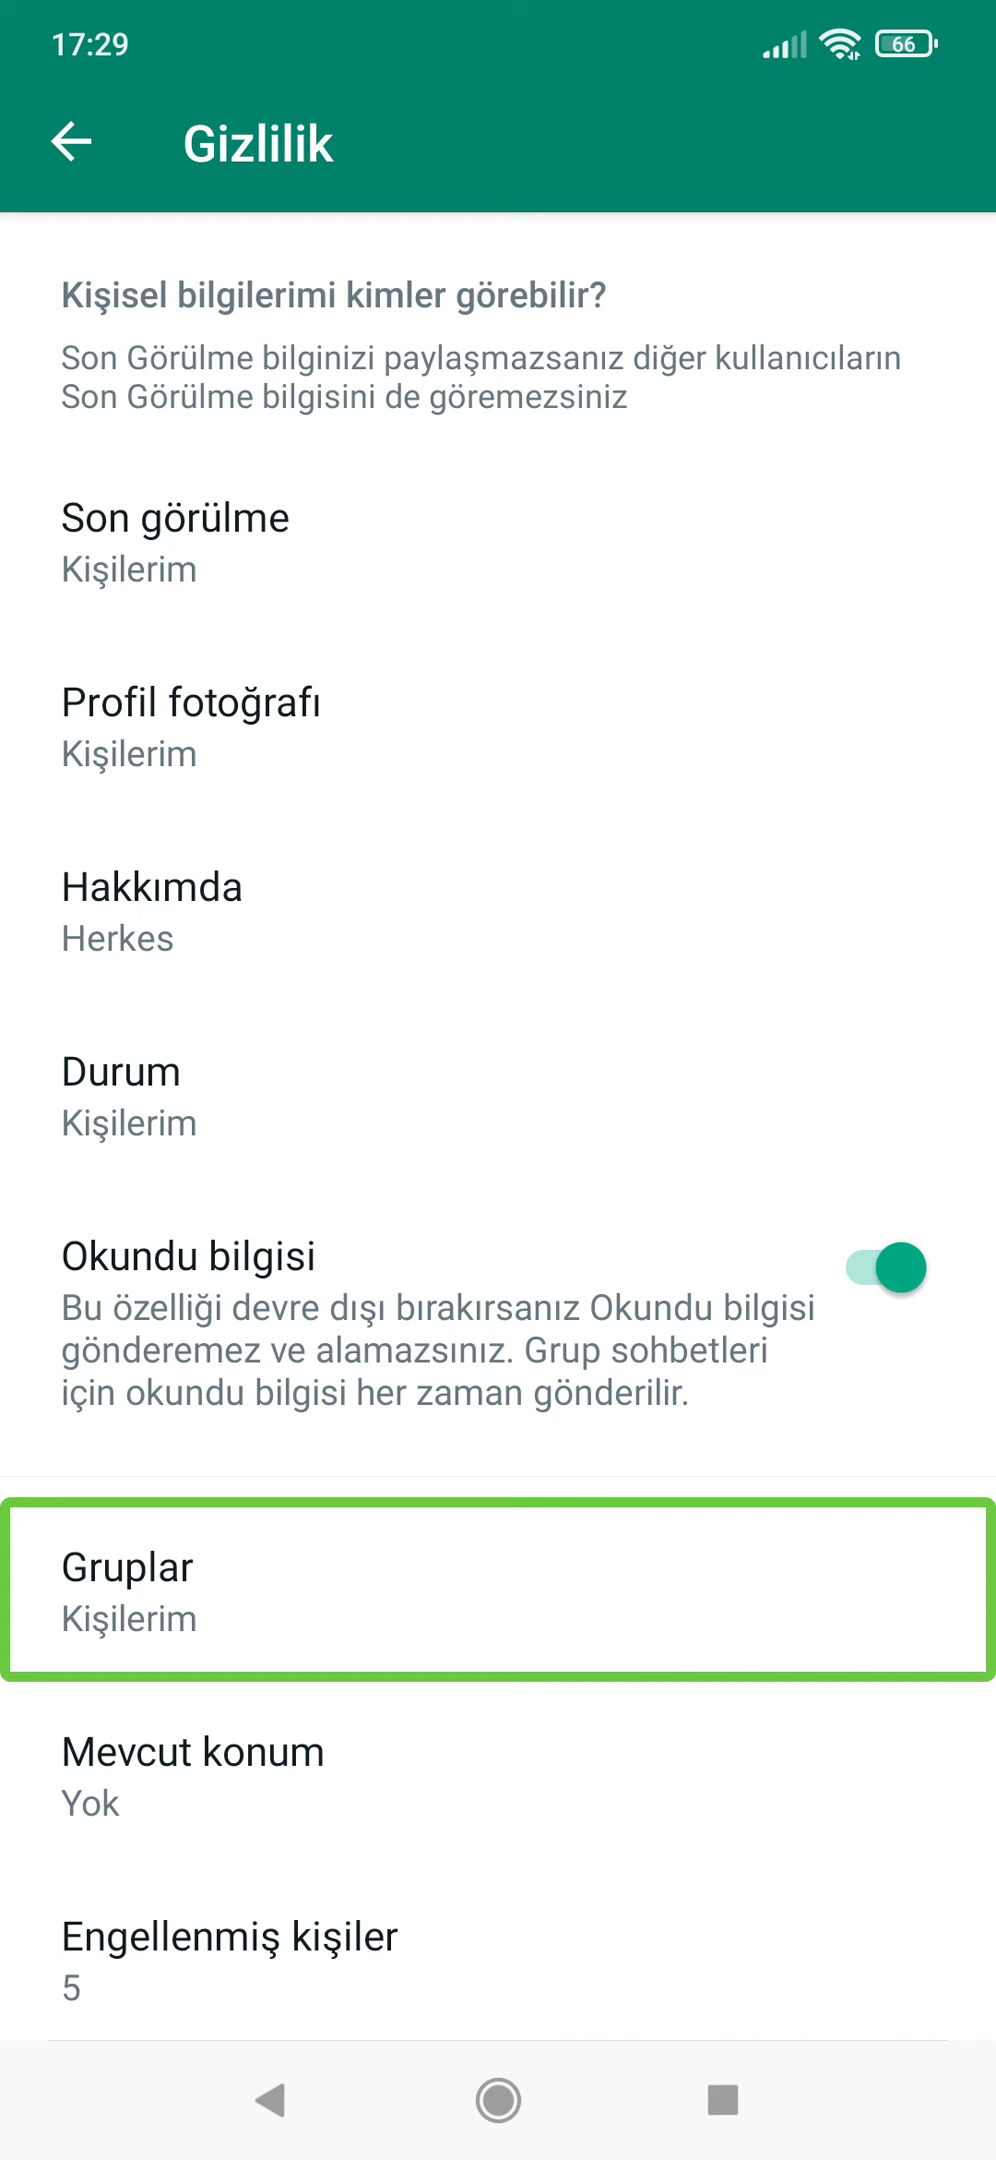 17:29
66
Gizlilik
Kişisel bilgilerimi kimler görebilir?
Son Görülme bilginizi paylaşmazsanız diğer kullanıcıların
Son Görülme bilgisini de göremezsiniz
Son görülme
Kişilerim
Profil fotoğrafı
Kişilerim
Hakkımda
Herkes
Durum
Kişilerim
Okundu bilgisi
Bu özelliği devre dışı bırakırsanız Okundu bilgisi
gönderemez ve alamazsınız. Grup sohbetleri
için okundu bilgisi her zaman gönderilir.
Gruplar
Kişilerim
Mevcut konum
Yok
Engellenmiş kişiler
5